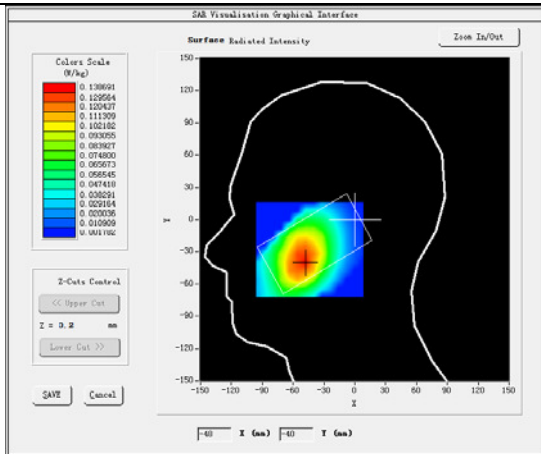 SAR Visualisation Graphical Interface
Surface Radiated Intensity
Zoom In/Out
Colors Scale
(W/kg)
0.138691
0.129564
0.120437
0.111309
0.102182
0.093055
0.083927
0.074800
0.065673
0.056545
0.047418
0.038291
0.029164
0.020036
0.010909
0.001782
150
120
90
60
30
0
-30
-60
-90
-120
-150
Y
-150 -120 -90 -60 -30 0 30 60 90 120 150
X
Z-Cuts Control
<< Upper Cut
Z = 3.2 mm
Lower Cut >>
SAVE Cancel
-40 X (mm) -40 Y (mm)